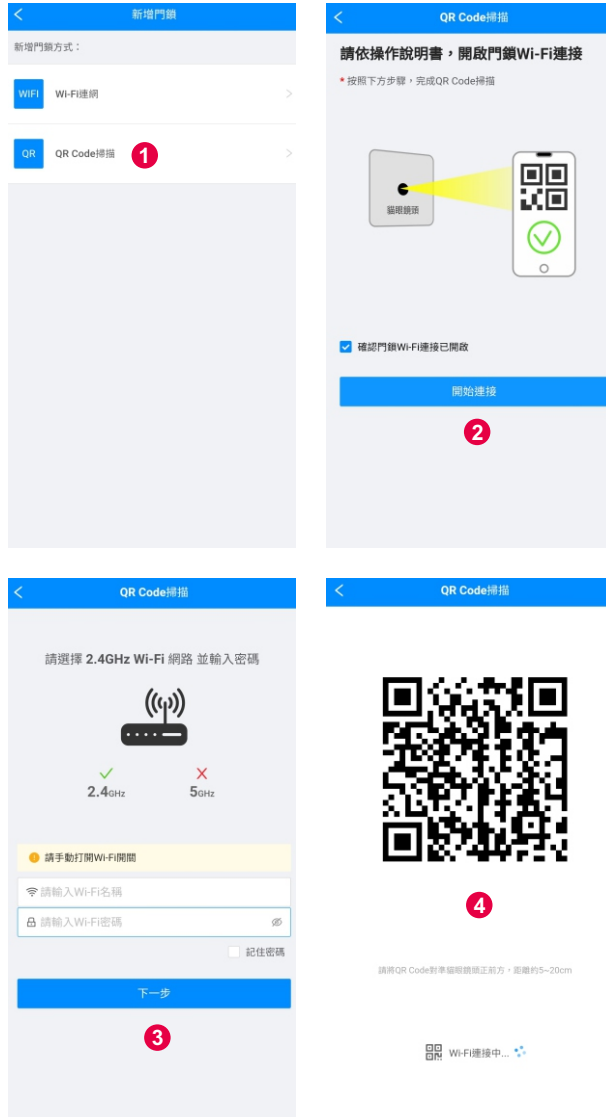 新增門鎖
新增門鎖方式：
WIFI Wi-Fi連網
QR QR Code掃描 1
QR Code掃描
請依操作說明書，開啟門鎖Wi-Fi連接
* 按照下方步驟，完成QR Code掃描
貓眼鏡頭
確認門鎖Wi-Fi連接已開啟
開始連接
2
QR Code掃描
請選擇 2.4GHz Wi-Fi 網路 並輸入密碼
2.4GHz
5GHz
請手動打開Wi-Fi開關
請輸入Wi-Fi名稱
請輸入Wi-Fi密碼
記住密碼
下一步
3
QR Code掃描
4
請將QR Code對準貓眼鏡頭正前方，距離約5~20cm
Wi-Fi連接中...